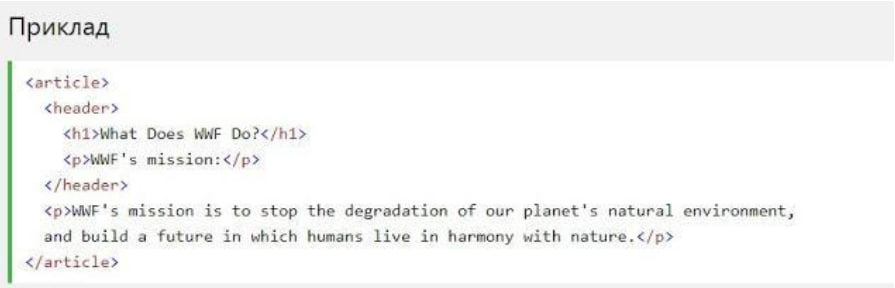 Приклад
<article>
<header>
<h1>What Does WWF Do?</h1>
<p>WWF's mission:</p>
</header>
<p>WWF's mission is to stop the degradation of our planet's natural environment,
and build a future in which humans live in harmony with nature.</p>
</article>